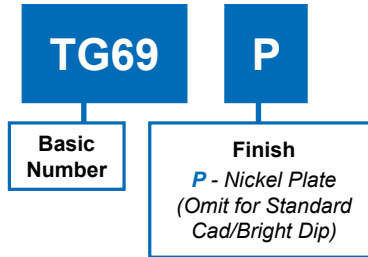 TG69 P
Basic
Number
Finish
P - Nickel Plate
(Omit for Standard
Cad/Bright Dip)